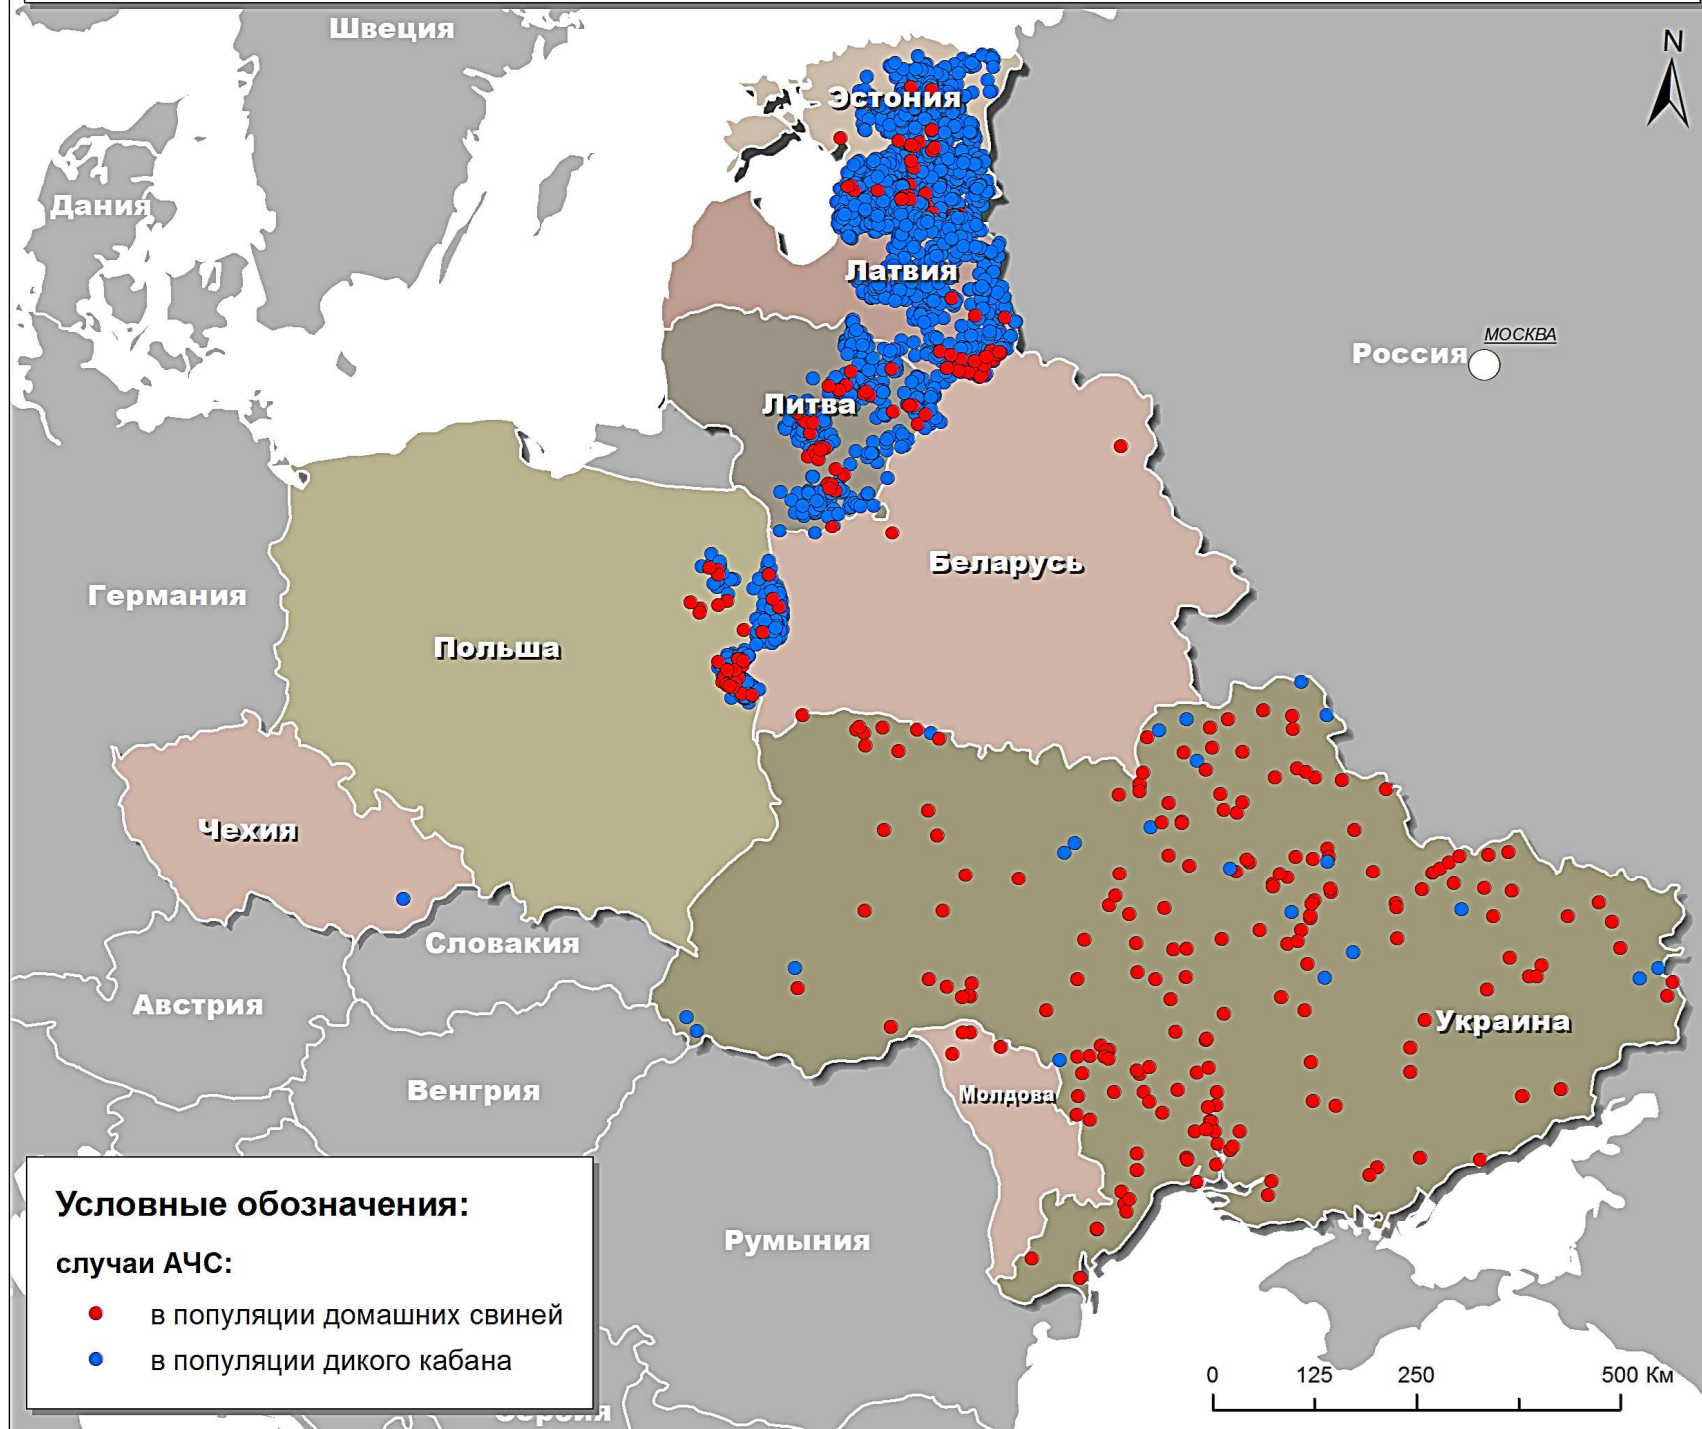 Швеция
N
Эстония
Дания
Латвия
МОСКВА
Россия
Литва
Беларусь
Германия
Польша
Чехия
Словакия
Австрия
Украина
Венгрия
Молдова
Румыния
Условные обозначения:
случаи АЧС:
в популяции домашних свиней
в популяции дикого кабана
0 125 250 500 Км
Сербия